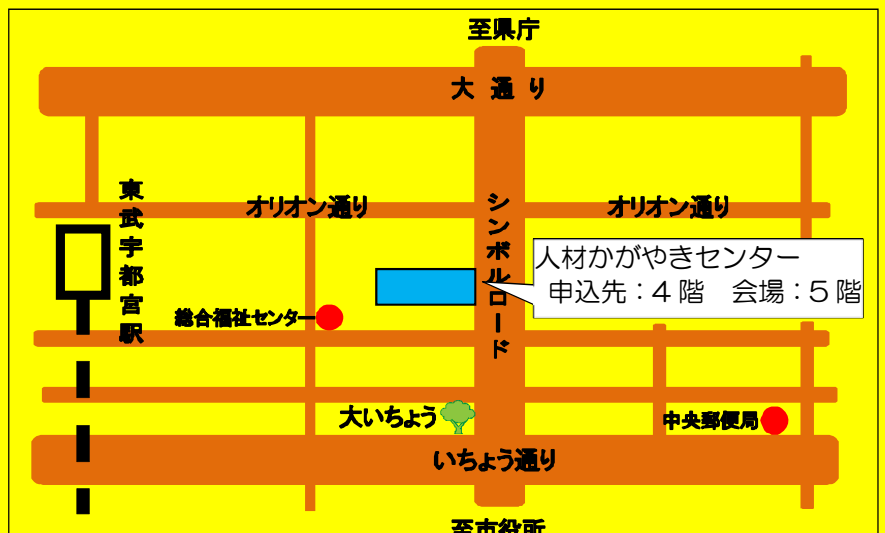 至県庁
大通り
東武宇都宮駅
オリオン通り
シンボルロード
オリオン通り
人材かがやきセンター
申込先：４階　会場：５階
総合福祉センター
大いちょう
中央郵便局
いちょう通り
至市役所